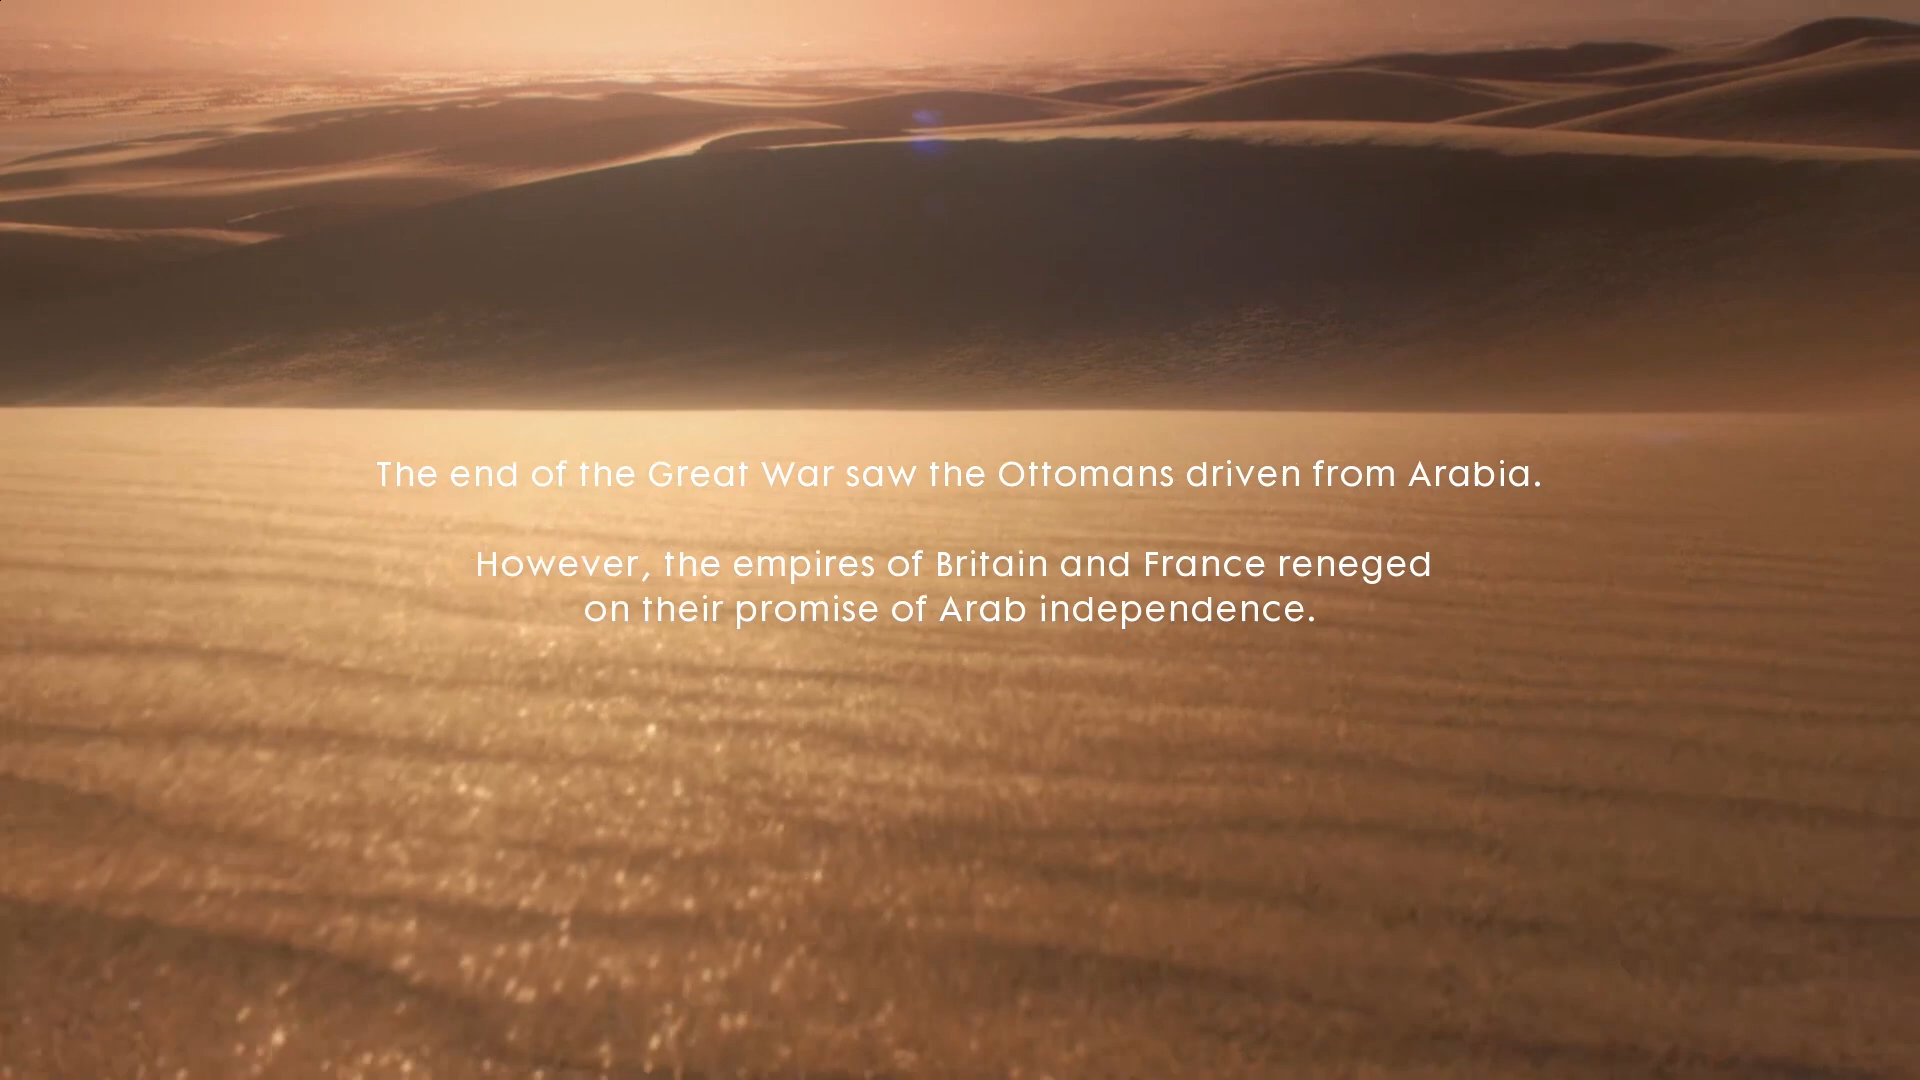 The end of the Great War saw the Ottomans driven from Arabia.
However, the empires of Britain and France reneged
on their promise of Arab independence.